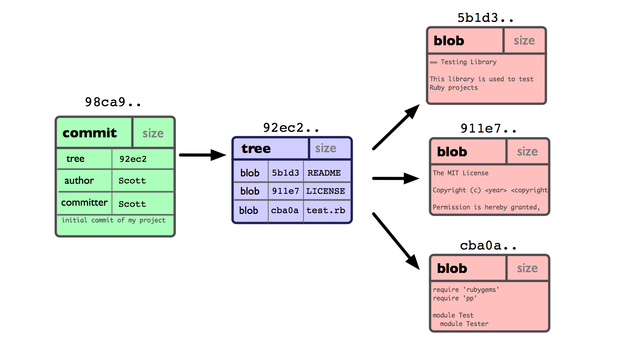 98ca9..
commit size
tree 92ec2
author Scott
committer Scott
initial commit of my project
92ec2..
tree size
blob 5b1d3 README
blob 911e7 LICENSE
blob cba0a test.rb
5b1d3..
blob size
== Testing Library
This library is used to test
Ruby projects
911e7..
blob size
The MIT License
Copyright (c) <year> <copyright
Permission is hereby granted,
cba0a..
blob size
require 'rubygems'
require 'pp'
module Test
module Tester